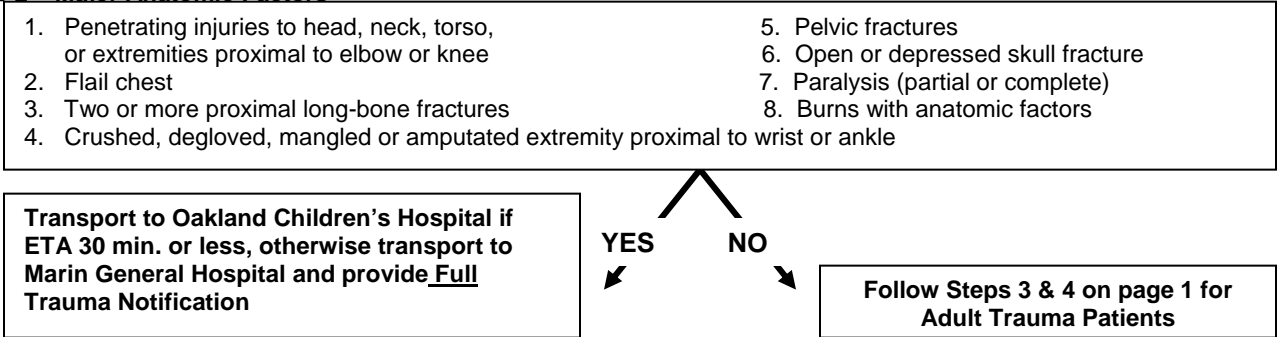 1. Penetrating injuries to head, neck, torso,
or extremities proximal to elbow or knee
2. Flail chest
3. Two or more proximal long-bone fractures
4. Crushed, degloved, mangled or amputated extremity proximal to wrist or ankle
5. Pelvic fractures
6. Open or depressed skull fracture
7. Paralysis (partial or complete)
8. Burns with anatomic factors
YES
NO
Transport to Oakland Children's Hospital if
ETA 30 min. or less, otherwise transport to
Marin General Hospital and provide Full
Trauma Notification
Follow Steps 3 & 4 on page 1 for
Adult Trauma Patients